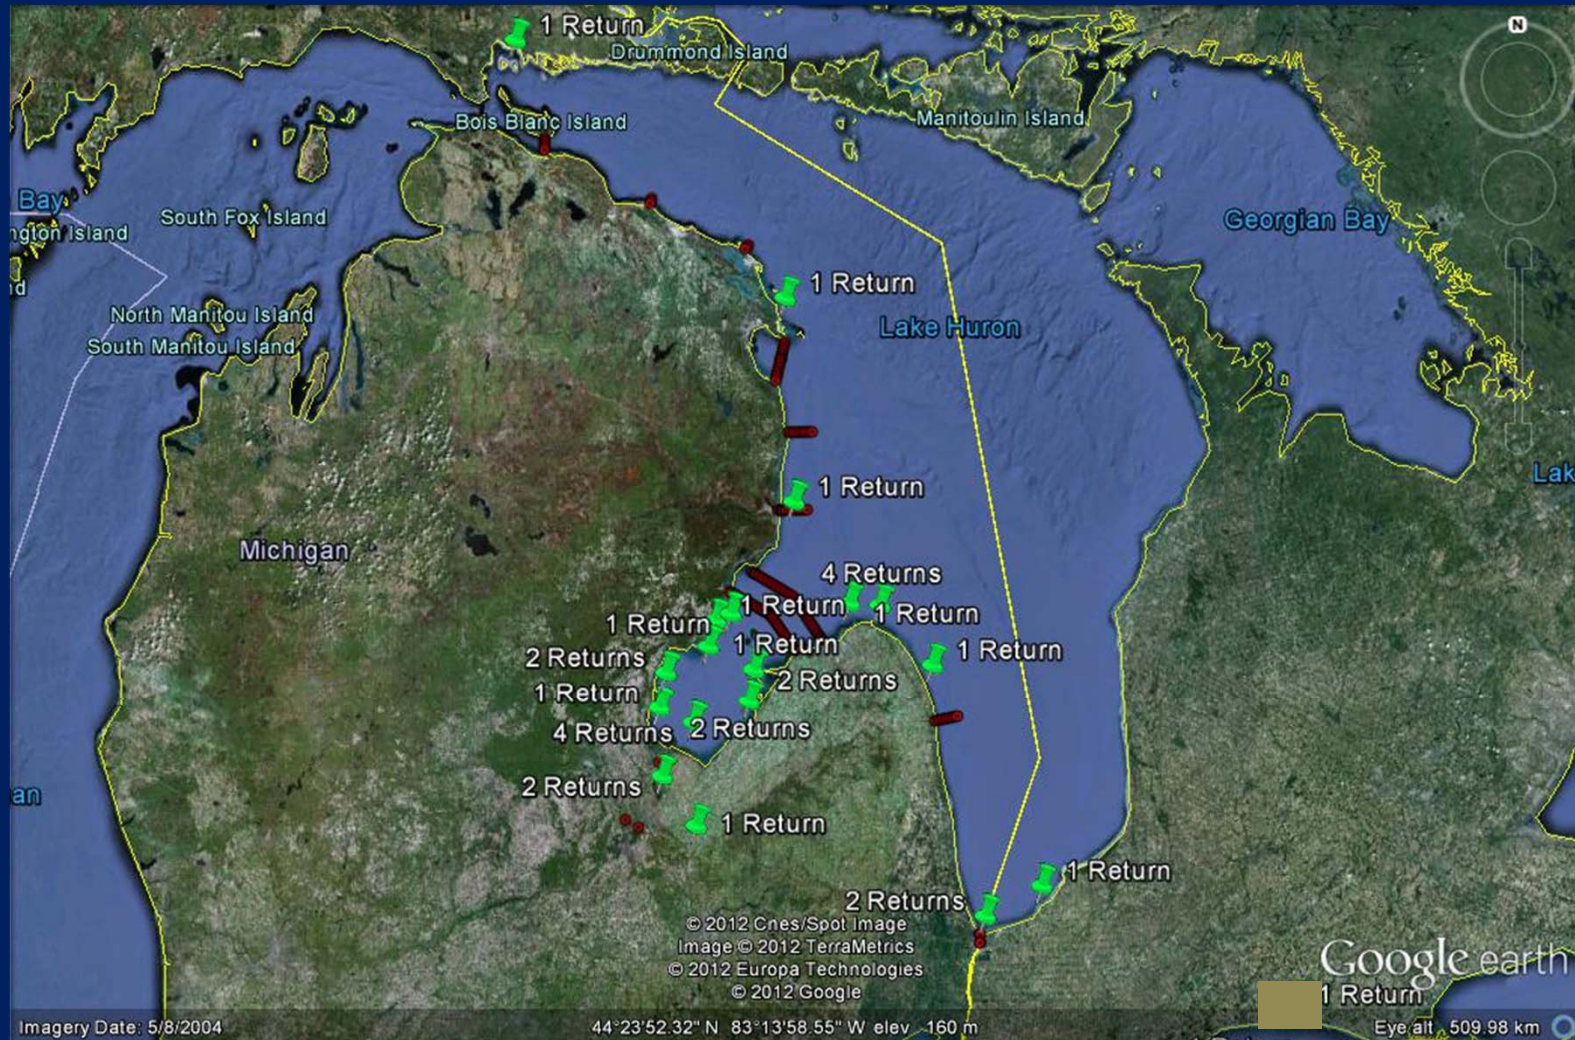 1 Return
Drummond Island
Bois Blanc Island
Manitoulin Island
N
Bay
South Fox Island
Georgian Bay
ngton Island
d
1 Return
North Manitou Island
Lake Huron
South Manitou Island
Lak
1 Return
Michigan
4 Returns
1 Return
1 Return
1 Return
1 Return
1 Return
2 Returns
2 Returns
1 Return
4 Returns
2 Returns
2 Returns
an
1 Return
1 Return
2 Returns
© 2012 Cnes/Spot Image
Image © 2012 TerraMetrics
© 2012 Europa Technologies
© 2012 Google
Google earth
1 Return
Imagery Date: 5/8/2004
44°23'52.32" N 83°13'58.55" W elev 160 m
Eye alt 509.98 km